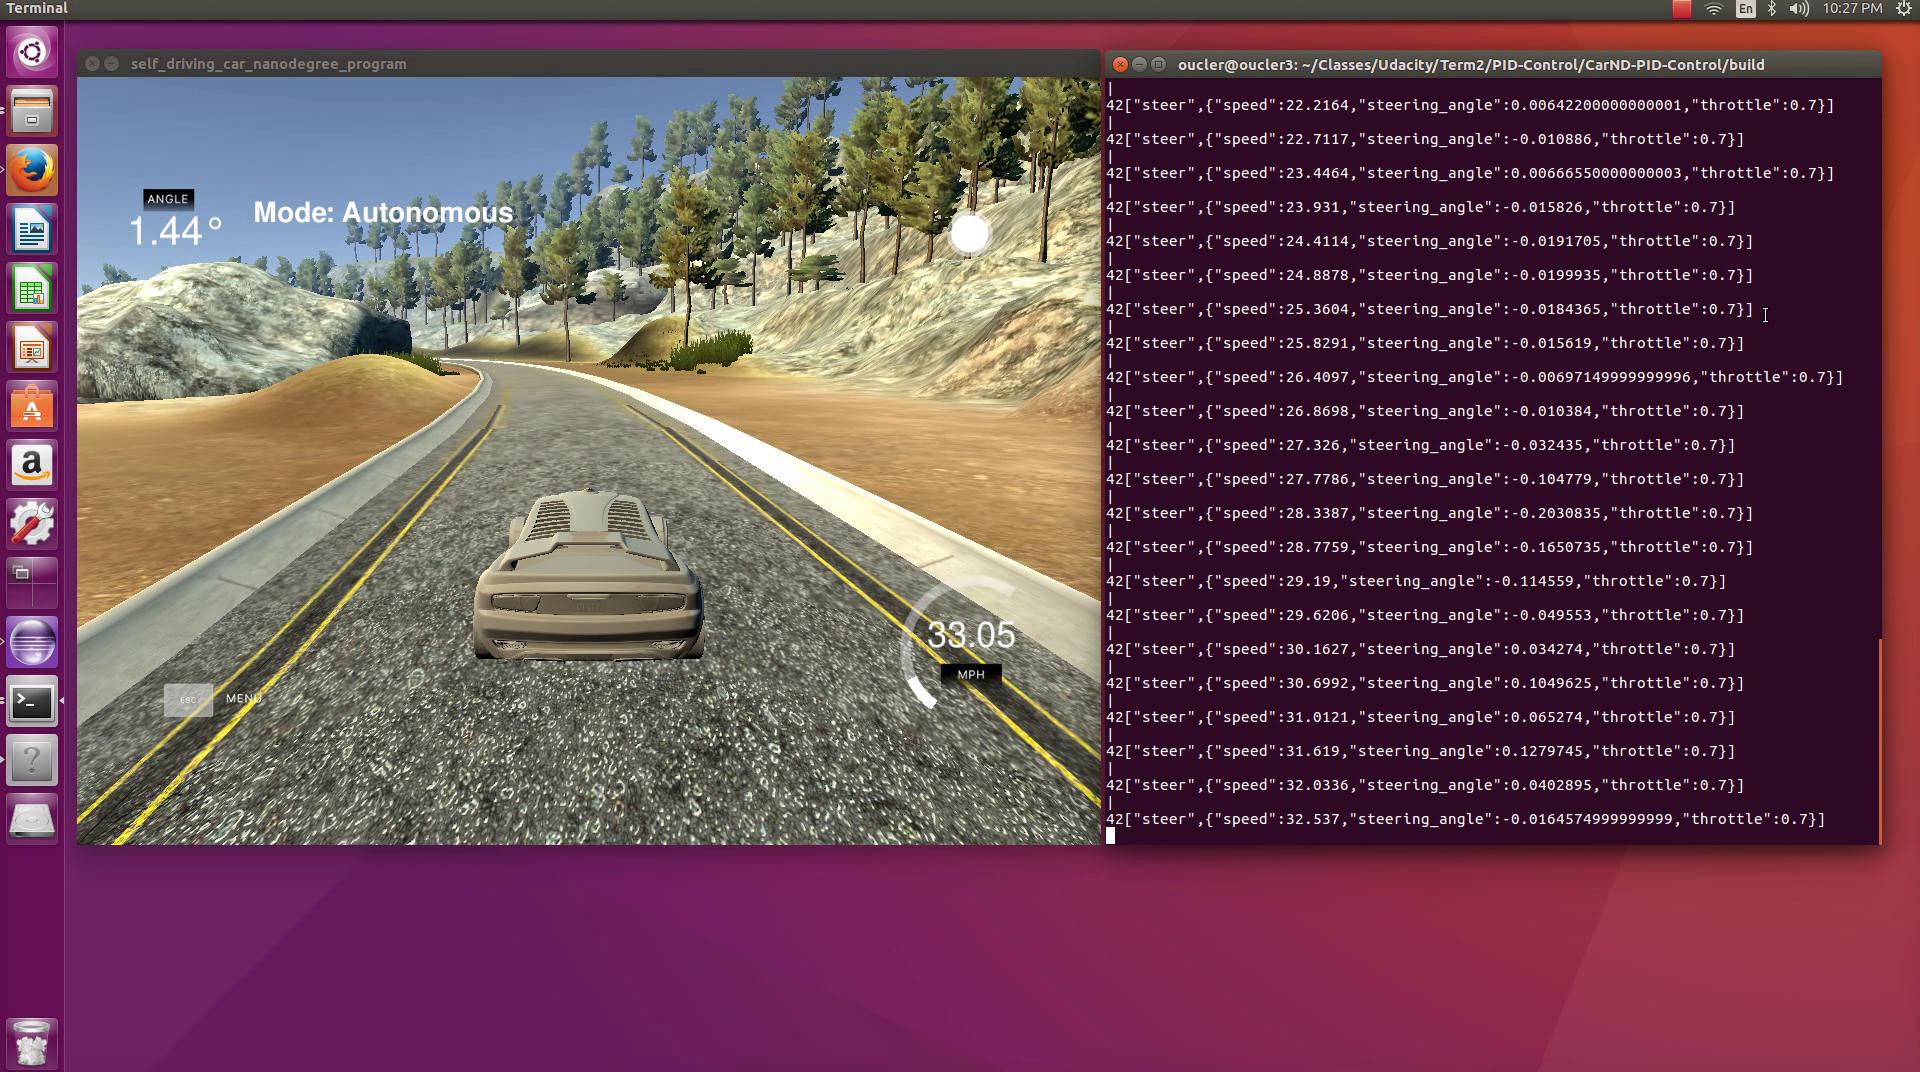 Terminal
En
10:27 PM
self_driving_car_nanodegree_program
ANGLE
1.44°
Mode: Autonomous
33.05
MPH
ESC
MENU
oucler@oucler3: ~/Classes/Udacity/Term2/PID-Control/CarND-PID-Control/build
|
42["steer",{"speed":22.2164,"steering_angle":0.00642200000000001,"throttle":0.7}]
|
42["steer",{"speed":22.7117,"steering_angle":-0.010886,"throttle":0.7}]
|
42["steer",{"speed":23.4464,"steering_angle":0.00666550000000003,"throttle":0.7}]
|
42["steer",{"speed":23.931,"steering_angle":-0.015826,"throttle":0.7}]
|
42["steer",{"speed":24.4114,"steering_angle":-0.0191705,"throttle":0.7}]
|
42["steer",{"speed":24.8878,"steering_angle":-0.0199935,"throttle":0.7}]
|
42["steer",{"speed":25.3604,"steering_angle":-0.0184365,"throttle":0.7}]
|
42["steer",{"speed":25.8291,"steering_angle":-0.015619,"throttle":0.7}]
|
42["steer",{"speed":26.4097,"steering_angle":-0.00697149999999996,"throttle":0.7}]
|
42["steer",{"speed":26.8698,"steering_angle":-0.010384,"throttle":0.7}]
|
42["steer",{"speed":27.326,"steering_angle":-0.032435,"throttle":0.7}]
|
42["steer",{"speed":27.7786,"steering_angle":-0.104779,"throttle":0.7}]
|
42["steer",{"speed":28.3387,"steering_angle":-0.2030835,"throttle":0.7}]
|
42["steer",{"speed":28.7759,"steering_angle":-0.1650735,"throttle":0.7}]
|
42["steer",{"speed":29.19,"steering_angle":-0.114559,"throttle":0.7}]
|
42["steer",{"speed":29.6206,"steering_angle":-0.049553,"throttle":0.7}]
|
42["steer",{"speed":30.1627,"steering_angle":0.034274,"throttle":0.7}]
|
42["steer",{"speed":30.6992,"steering_angle":0.1049625,"throttle":0.7}]
|
42["steer",{"speed":31.0121,"steering_angle":0.065274,"throttle":0.7}]
|
42["steer",{"speed":31.619,"steering_angle":0.1279745,"throttle":0.7}]
|
42["steer",{"speed":32.0336,"steering_angle":0.0402895,"throttle":0.7}]
|
42["steer",{"speed":32.537,"steering_angle":-0.0164574999999999,"throttle":0.7}]